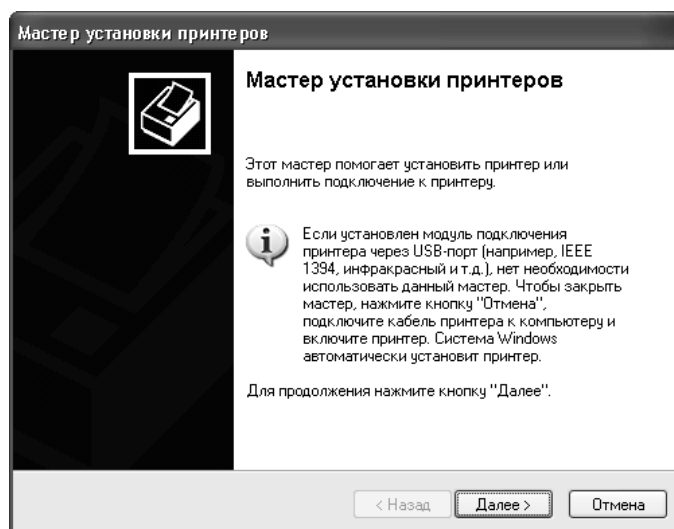 Мастер установки принтеров
Мастер установки принтеров
Этот мастер помогает установить принтер или
выполнить подключение к принтеру.
Если установлен модуль подключения
принтера через USB-порт (например, IEEE
1394, инфракрасный и т.д.), нет необходимости
использовать данный мастер. Чтобы закрыть
мастер, нажмите кнопку "Отмена",
подключите кабель принтера к компьютеру и
включите принтер. Система Windows
автоматически установит принтер.
Для продолжения нажмите кнопку "Далее".
< Назад Далее > Отмена